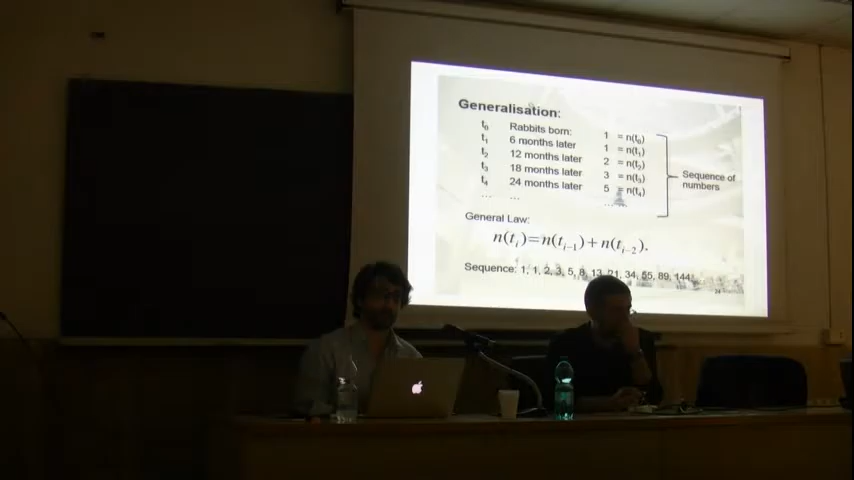 Generalisation:
t0 Rabbits born: 1 = n(t0)
t1 6 months later 1 = n(t1)
t2 12 months later 2 = n(t2)
t3 18 months later 3 = n(t3)
t4 24 months later 5 = n(t4)
... ... ... ...
Sequence of
numbers
General Law:
n(ti)=n(ti-1)+n(ti-2).
Sequence: 1, 1, 2, 3, 5, 8, 13, 21, 34, 55, 89, 144